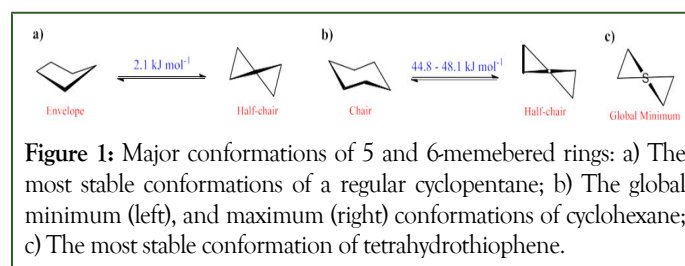 a) b) c)
2.1 kJ mol⁻¹ 44.8 - 48.1 kJ mol⁻¹
S
Envelope Half-chair Chair Half-chair Global Minimum
Figure 1: Major conformations of 5 and 6-memebered rings: a) The
most stable conformations of a regular cyclopentane; b) The global
minimum (left), and maximum (right) conformations of cyclohexane;
c) The most stable conformation of tetrahydrothiophene.